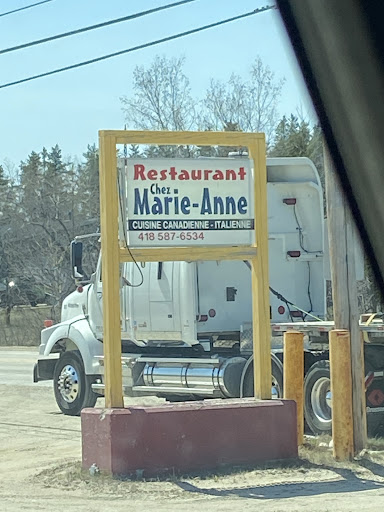 Restaurant
Chez
Marie-Anne
CUISINE CANADIENNE - ITALIENNE
418 587-6534